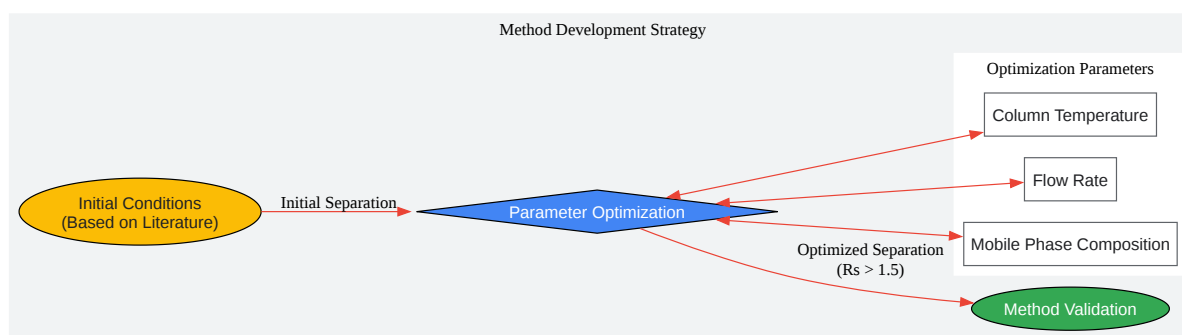 Method Development Strategy
Optimization Parameters
Column Temperature
Flow Rate
Mobile Phase Composition
Initial Conditions
(Based on Literature)
Initial Separation
Parameter Optimization
Optimized Separation
(Rs > 1.5)
Method Validation